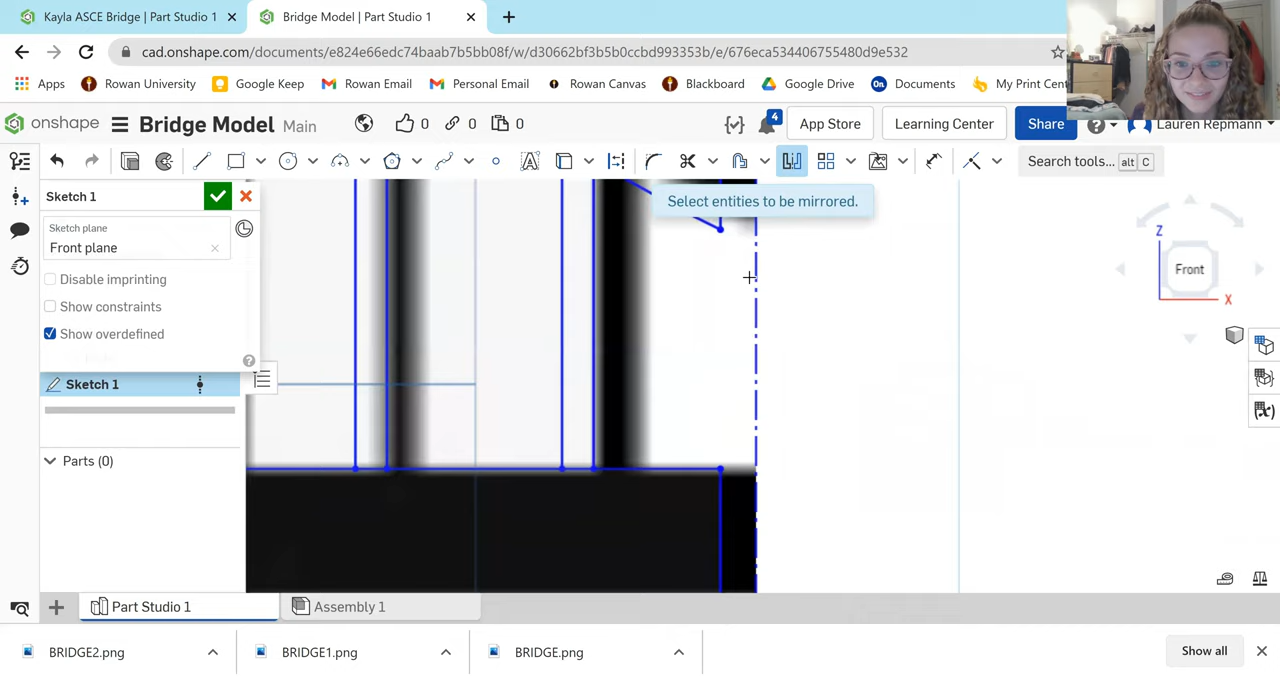 Kayla ASCE Bridge | Part Studio 1
Bridge Model | Part Studio 1
cad.onshape.com/documents/e824e6edc74baab7b5bb08f/w/d30662bf3b5b0ccbd993353b/e/676eca534406755480d9e532
Apps
Rowan University
Google Keep
Rowan Email
Personal Email
Rowan Canvas
Blackboard
Google Drive
On
Documents
My Print Cent
onshape
Bridge Model
Main
4
App Store
Learning Center
Share
Lauren Repmann
Search tools...
alt
C
Sketch 1
Select entities to be mirrored.
Sketch plane
Front plane
Disable imprinting
Show constraints
Show overdefined
Sketch 1
Parts (0)
Z
Front
X
Part Studio 1
Assembly 1
BRIDGE2.png
BRIDGE1.png
BRIDGE.png
Show all